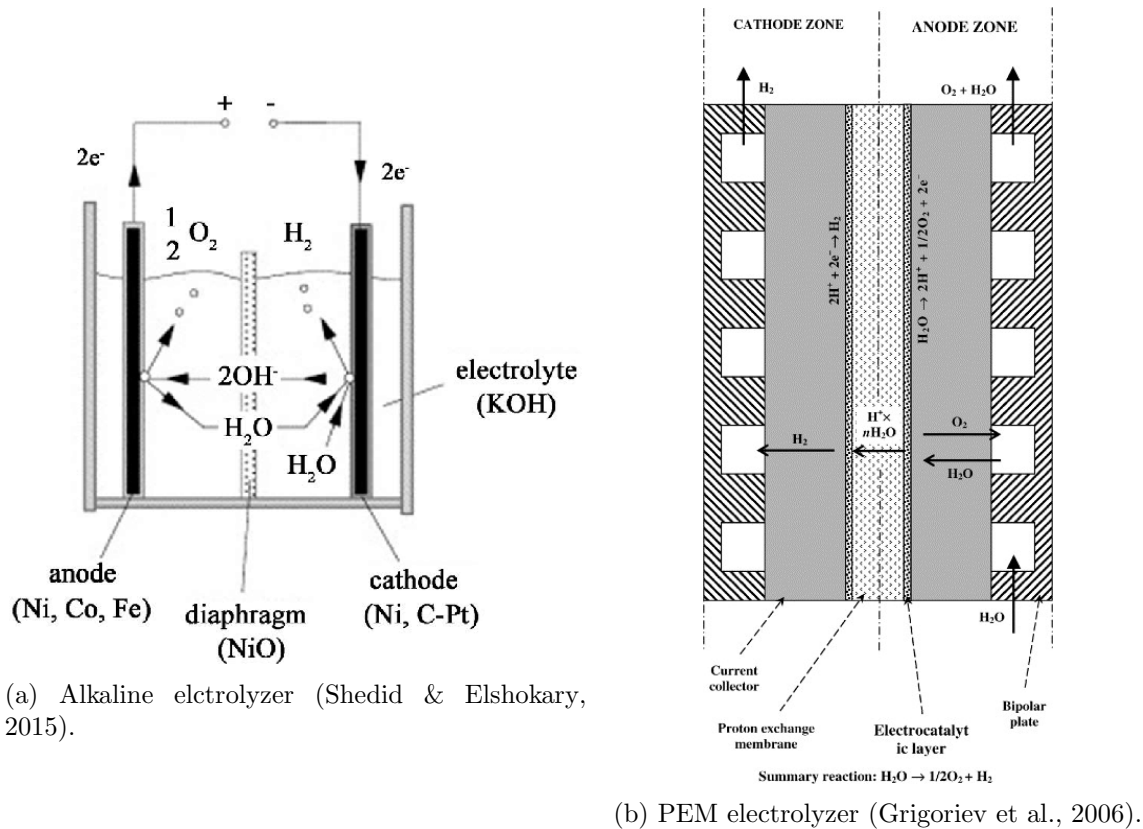 + -
2e⁻
2e⁻
1
2
O₂
H₂
2OH⁻
H₂O
H₂O
electrolyte
(KOH)
anode
(Ni, Co, Fe)
diaphragm
(NiO)
cathode
(Ni, C-Pt)
(a) Alkaline elctrolyzer (Shedid & Elshokary,
2015).
CATHODE ZONE
ANODE ZONE
H₂
O₂ + H₂O
2H⁺ + 2e⁻ → H₂
H₂O → 2H⁺ + 1/2O₂ + 2e⁻
H₂
H⁺×
nH₂O
O₂
H₂O
H₂O
Current
collector
Proton exchange
membrane
Electrocatalyt
ic layer
Bipolar
plate
Summary reaction: H₂O → 1/2O₂ + H₂
(b) PEM electrolyzer (Grigoriev et al., 2006).